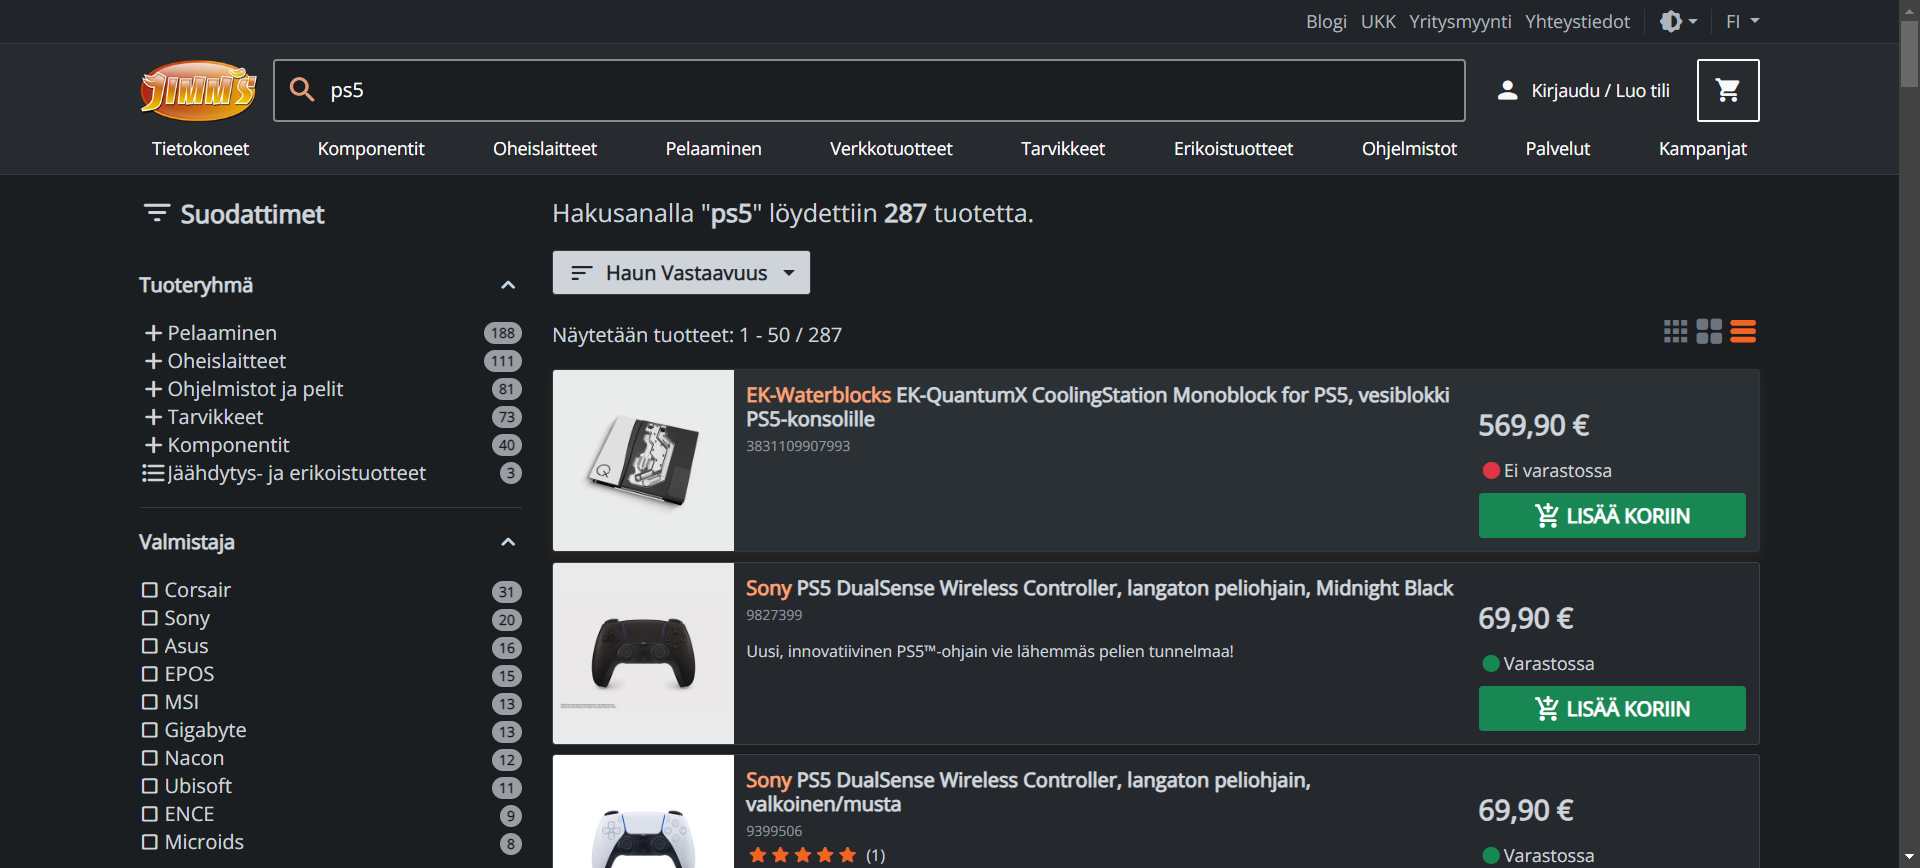 Blogi UKK Yritysmyynti Yhteystiedot FI
JIMM'S
ps5
Kirjaudu / Luo tili
Tietokoneet Komponentit Oheislaitteet Pelaaminen Verkkotuotteet Tarvikkeet Erikoistuotteet Ohjelmistot Palvelut Kampanjat
Suodattimet
Tuoteryhmä
Pelaaminen 188
Oheislaitteet 111
Ohjelmistot ja pelit 81
Tarvikkeet 73
Komponentit 40
Jäähdytys- ja erikoistuotteet 3
Valmistaja
Corsair 31
Sony 20
Asus 16
EPOS 15
MSI 13
Gigabyte 13
Nacon 12
Ubisoft 11
ENCE 9
Microids 8
Hakusanalla "ps5" löydettiin 287 tuotetta.
Haun Vastaavuus
Näytetään tuotteet: 1 - 50 / 287
EK-Waterblocks EK-QuantumX CoolingStation Monoblock for PS5, vesiblokki
PS5-konsolille
3831109907993
569,90 €
Ei varastossa
LISÄÄ KORIIN
Sony PS5 DualSense Wireless Controller, langaton peliohjain, Midnight Black
9827399
Uusi, innovatiivinen PS5™-ohjain vie lähemmäs pelien tunnelmaa!
69,90 €
Varastossa
LISÄÄ KORIIN
Sony PS5 DualSense Wireless Controller, langaton peliohjain,
valkoinen/musta
9399506
(1)
69,90 €
Varastossa